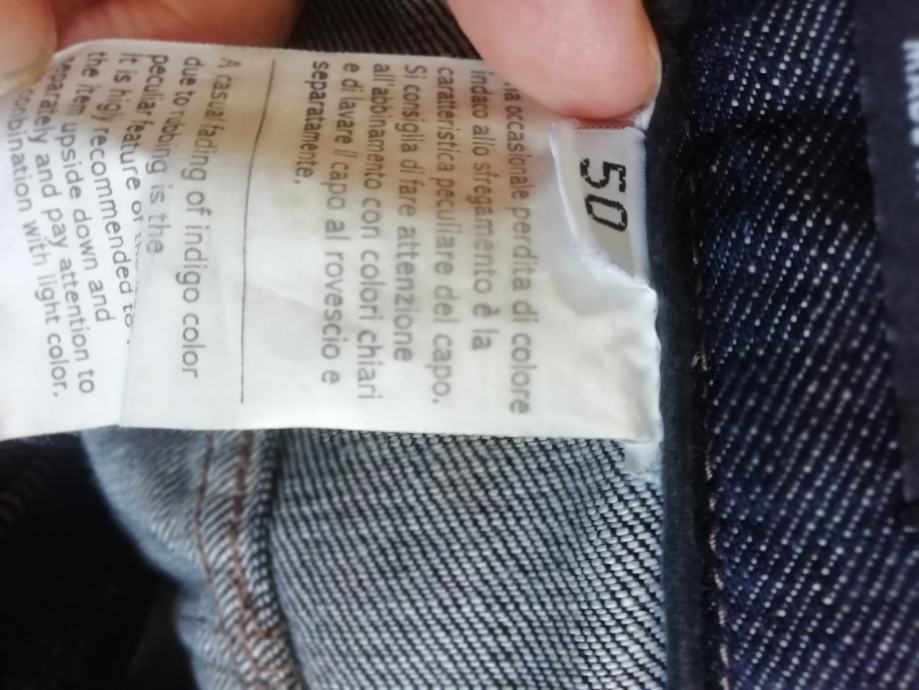 50
la occasionale perdita di colore
indaco allo sfregamento è la
caratteristica peculiare del capo.
Si consiglia di fare attenzione
all'abbinamento con colori chiari
e di lavare il capo al rovescio e
separatamente.
A casual fading of indigo color
due to rubbing is the
peculiar feature of
It is higly recommended to
the item upside down and
separately and pay attention to
combination with light color.